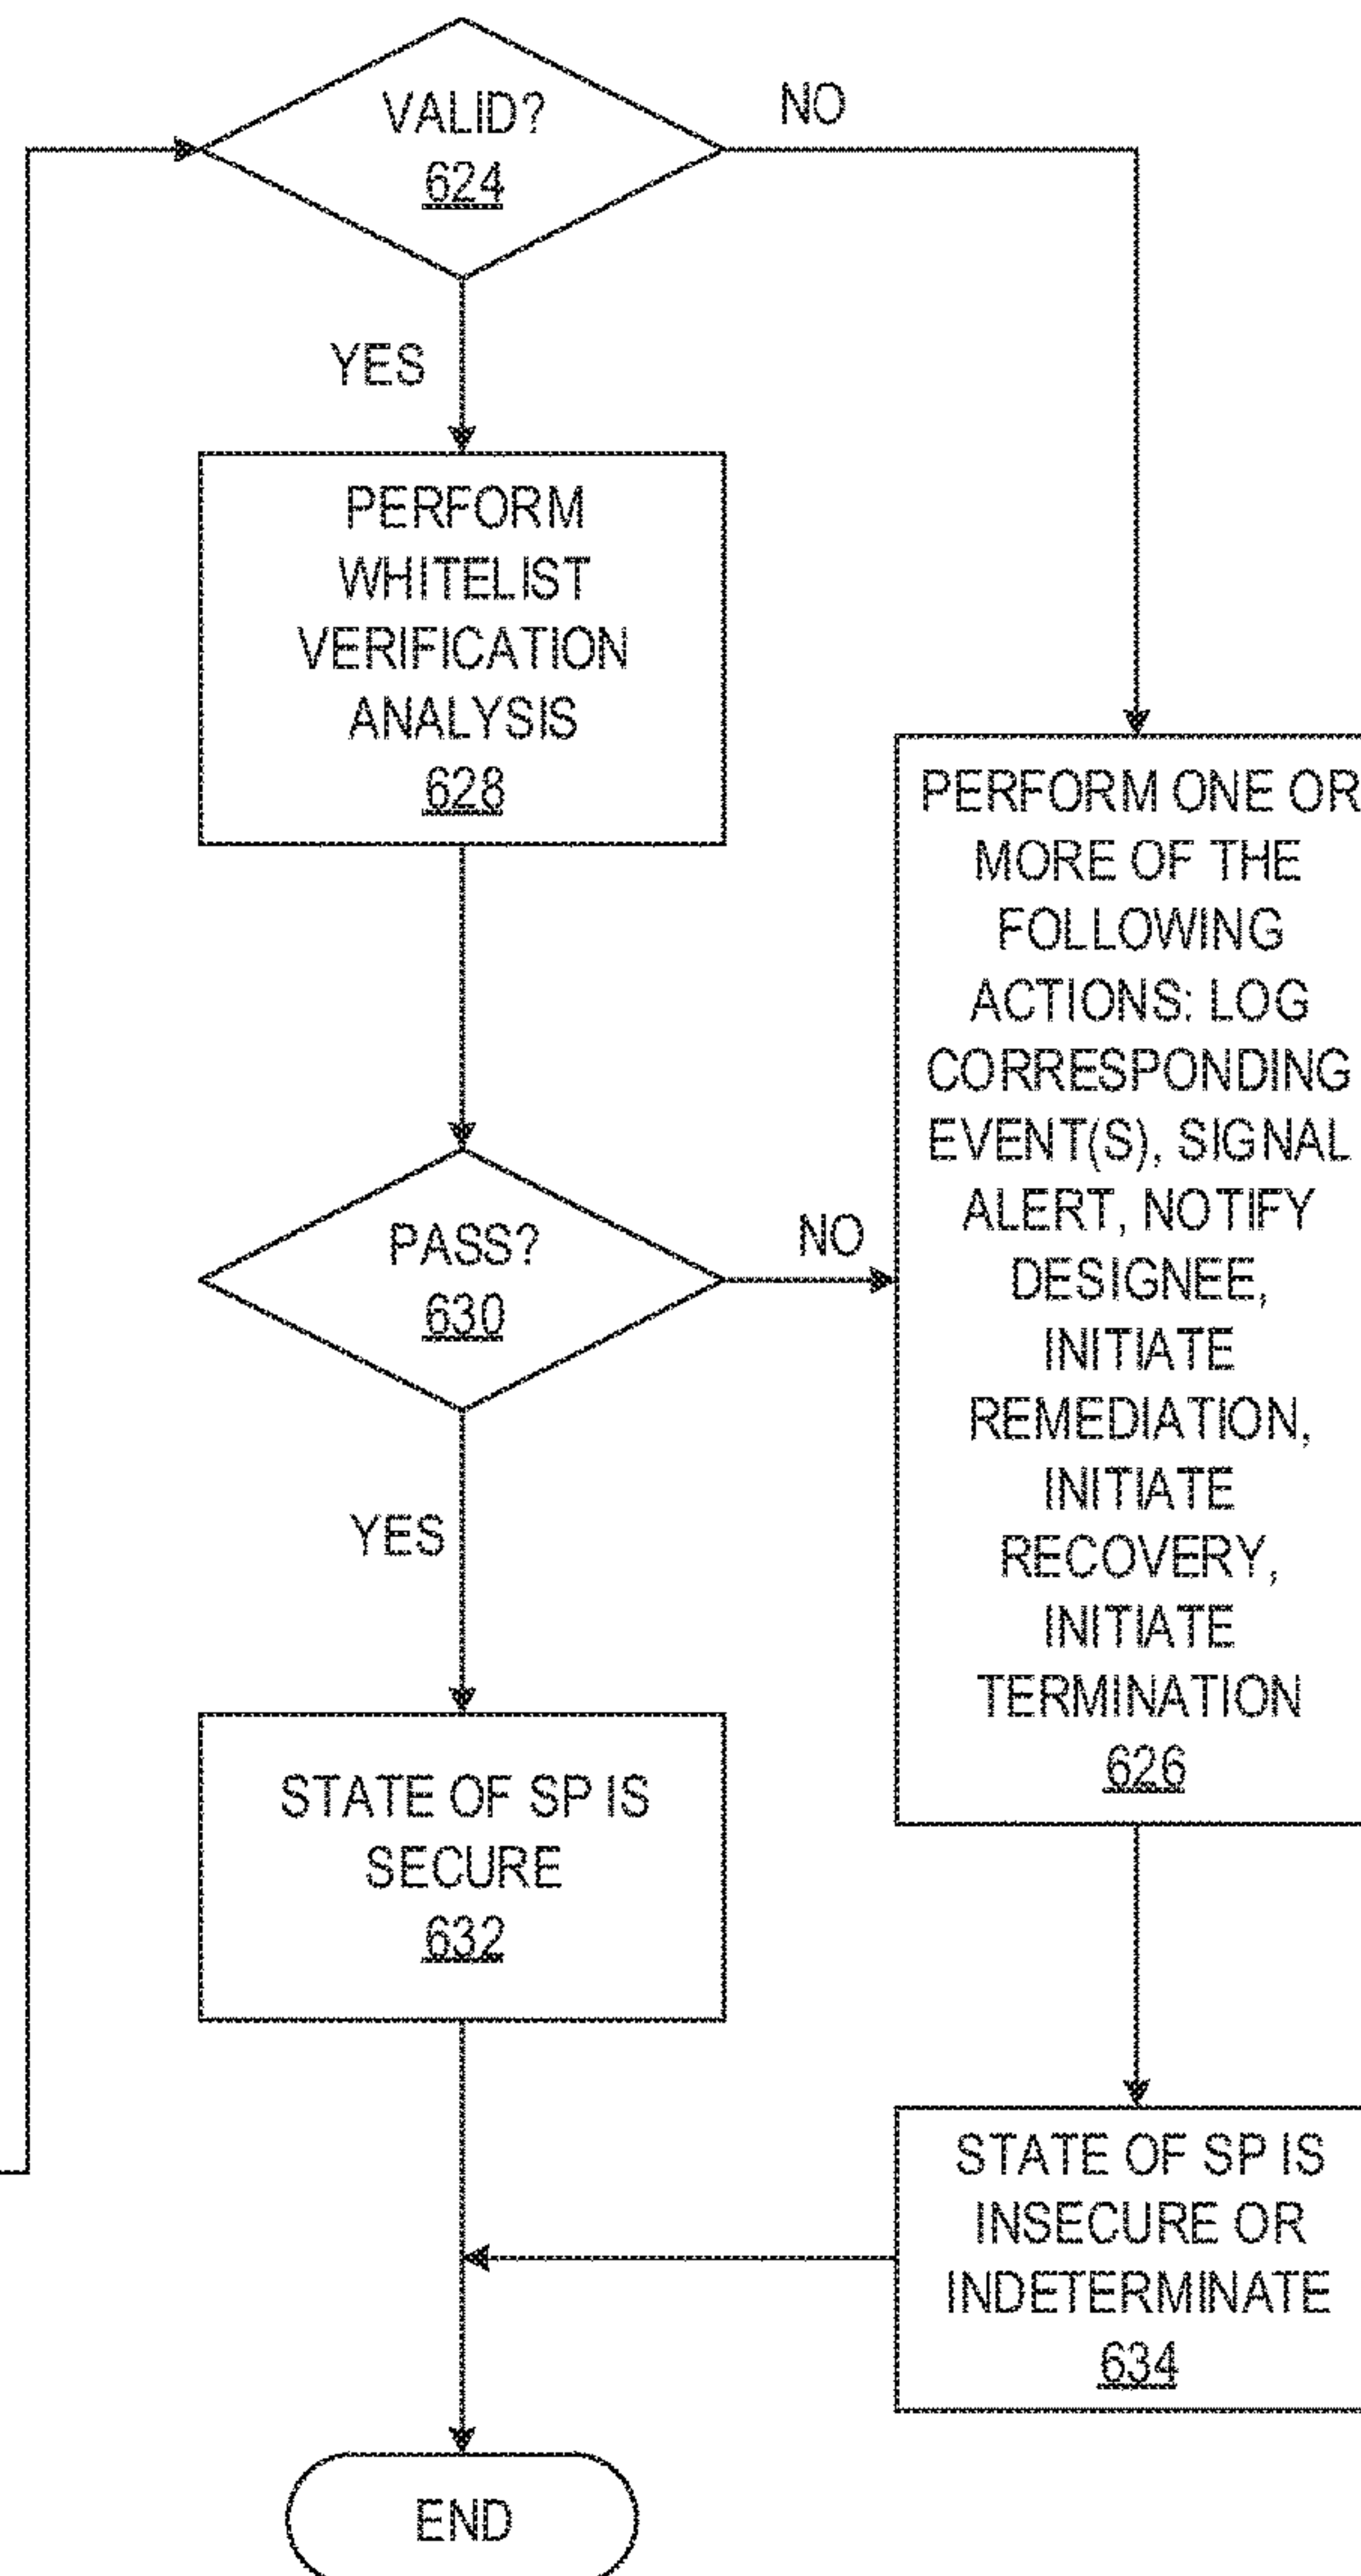 VALID?
624
NO
YES
PERFORM
WHITELIST
VERIFICATION
ANALYSIS
628
PERFORM ONE OR
MORE OF THE
FOLLOWING
ACTIONS: LOG
CORRESPONDING
EVENT(S), SIGNAL
ALERT, NOTIFY
DESIGNEE,
INITIATE
REMEDIATION,
INITIATE
RECOVERY,
INITIATE
TERMINATION
626
PASS?
630
NO
YES
STATE OF SP IS
SECURE
632
STATE OF SP IS
INSECURE OR
INDETERMINATE
634
END